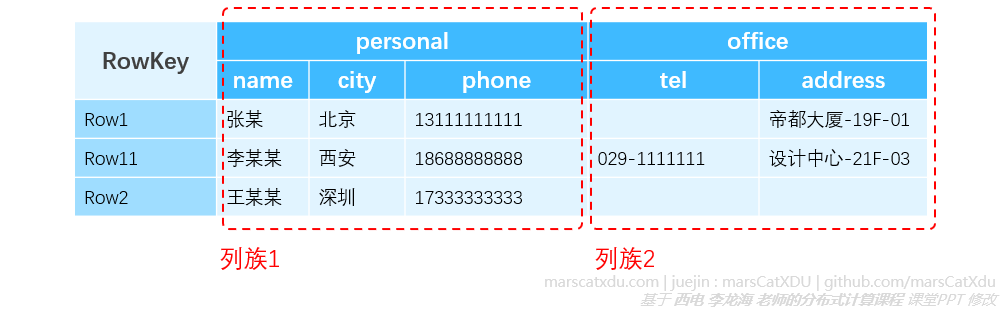 personal office
RowKey
name city phone tel address
Row1 张某 北京 13111111111 帝都大厦-19F-01
Row11 李某某 西安 18688888888 029-1111111 设计中心-21F-03
Row2 王某某 深圳 17333333333
列族1 列族2
marscatxdu.com | juejin : marsCatXDU | github.com/marsCatXdu
基于 西电 李龙海 老师的分布式计算课程 课堂PPT 修改